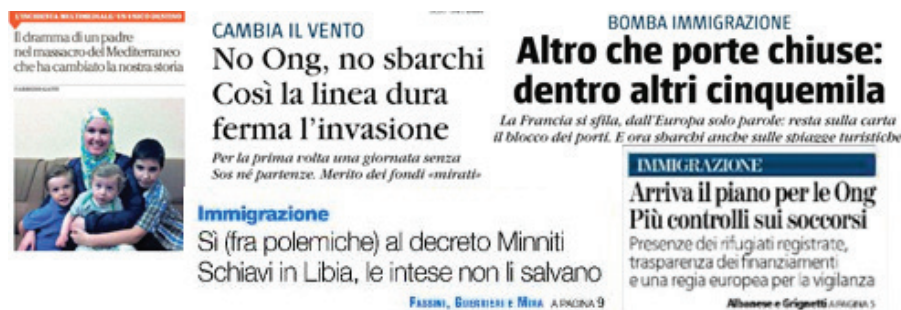 L'INCHIESTA MULTIMEDIALE / UN UNICO DESTINO
Il dramma di un padre
nel massacro del Mediterraneo
che ha cambiato la nostra storia
FABRIZIO GATTI
CAMBIA IL VENTO
No Ong, no sbarchi
Così la linea dura
ferma l'invasione
Per la prima volta una giornata senza
Sos né partenze. Merito dei fondi «mirati»
BOMBA IMMIGRAZIONE
Altro che porte chiuse:
dentro altri cinquemila
La Francia si sfila, dall'Europa solo parole: resta sulla carta
il blocco dei porti. E ora sbarchi anche sulle spiagge turistiche
Immigrazione
Sì (fra polemiche) al decreto Minniti
Schiavi in Libia, le intese non li salvano
FASSINI, GUERRIERI E MIRA A PAGINA 9
IMMIGRAZIONE
Arriva il piano per le Ong
Più controlli sui soccorsi
Presenze dei rifugiati registrate,
trasparenza dei finanziamenti
e una regia europea per la vigilanza
Albanese e Grignetti A PAGINA 5